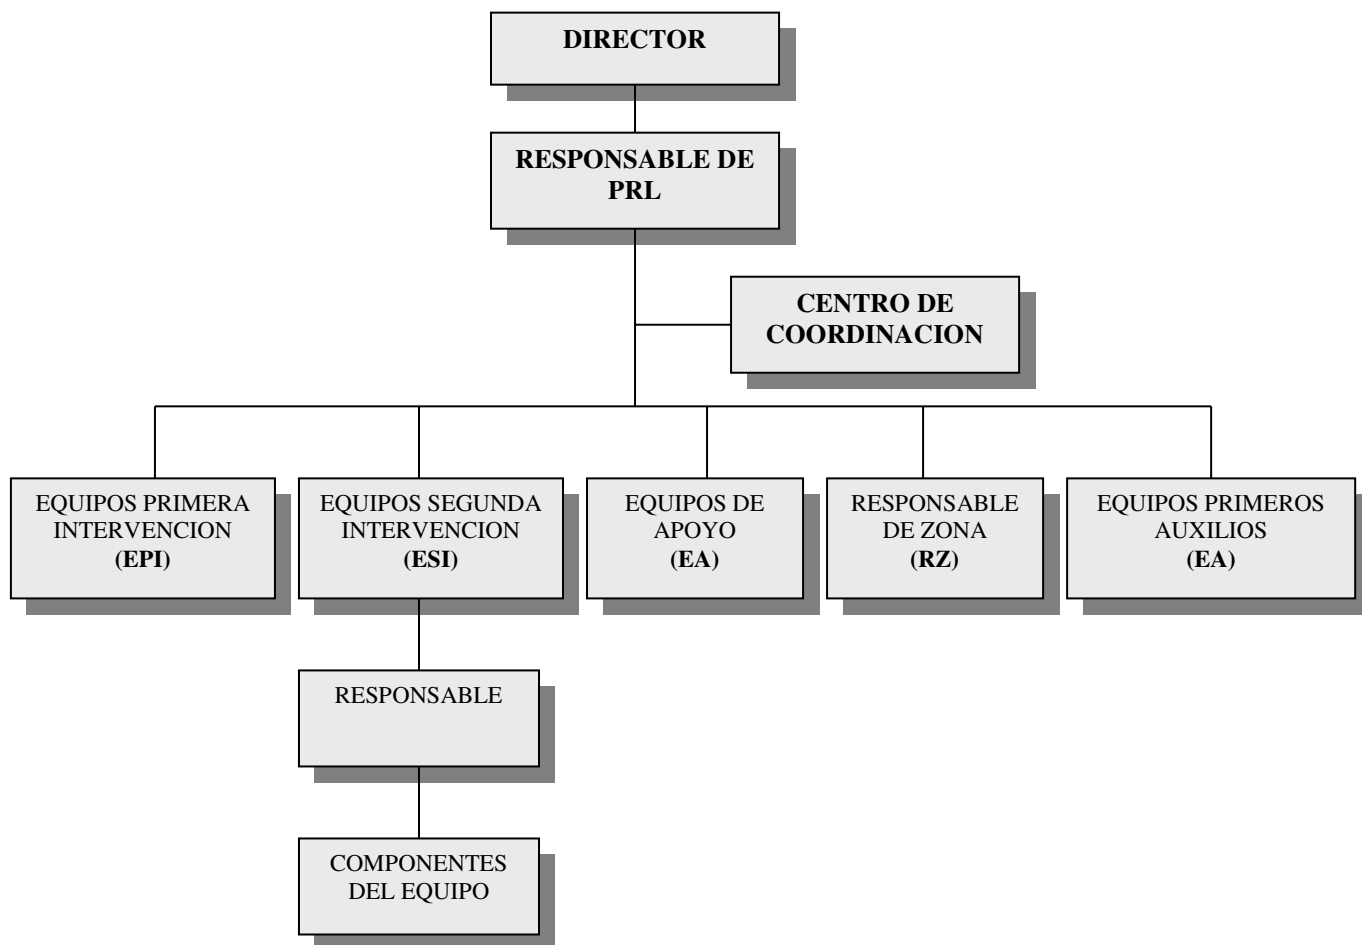 DIRECTOR
RESPONSABLE DE
PRL
CENTRO DE
COORDINACION
EQUIPOS PRIMERA
INTERVENCION
(EPI)
EQUIPOS SEGUNDA
INTERVENCION
(ESI)
EQUIPOS DE
APOYO
(EA)
RESPONSABLE
DE ZONA
(RZ)
EQUIPOS PRIMEROS
AUXILIOS
(EA)
RESPONSABLE
COMPONENTES
DEL EQUIPO